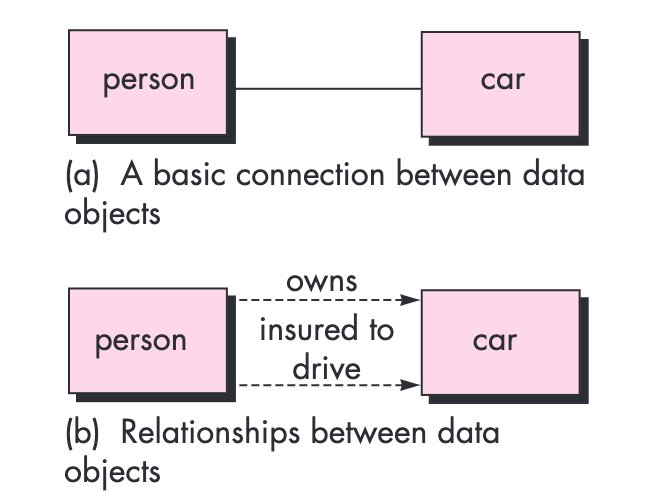 person
car
(a) A basic connection between data
objects
owns
person
insured to
drive
car
(b) Relationships between data
objects